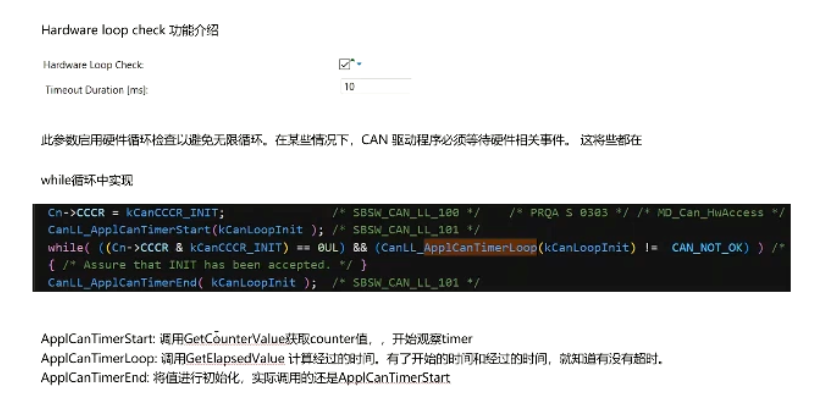 Hardware loop check 功能介绍
Hardware Loop Check:
Timeout Duration [ms]: 10
此参数启用硬件循环检查以避免无限循环。在某些情况下，CAN 驱动程序必须等待硬件相关事件。 这将些都在
while循环中实现
Cn->CCCR = kCanCCCR_INIT; /* SBSW_CAN_LL_100 */ /* PRQA S 0303 */ /* MD_Can_HwAccess */
CanLL_ApplCanTimerStart(kCanLoopInit ); /* SBSW_CAN_LL_101 */
while( ((Cn->CCCR & kCanCCCR_INIT) == 0UL) && (CanLL_ApplCanTimerLoop(kCanLoopInit) != CAN_NOT_OK) ) /*
{ /* Assure that INIT has been accepted. */ }
CanLL_ApplCanTimerEnd( kCanLoopInit ); /* SBSW_CAN_LL_101 */
ApplCanTimerStart: 调用GetCounterValue获取counter值，，开始观察timer
ApplCanTimerLoop: 调用GetElapsedValue 计算经过的时间。有了开始的时间和经过的时间，就知道有没有超时。
ApplCanTimerEnd: 将值进行初始化，实际调用的还是ApplCanTimerStart